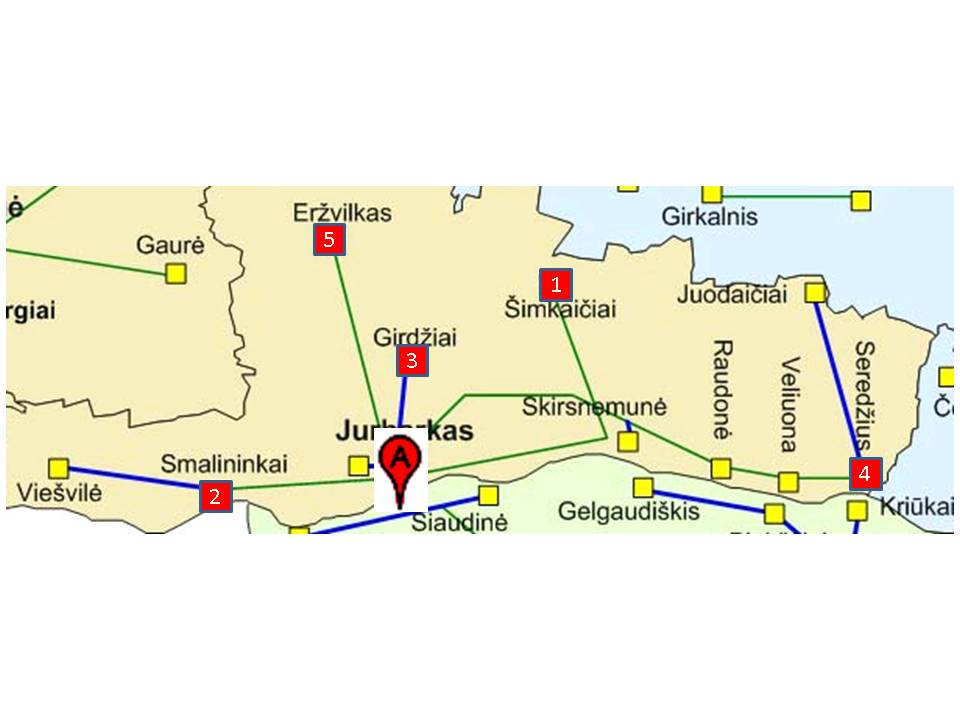 ė
Eržvilkas
5
Gaurė
Girkalnis
1
Šimkaičiai
Juodaičiai
rgiai
Girdžiai
3
Raudonė
Veliuona
Seredžius
Skirsnemunė
Jurbarkas
A
Smalininkai
Viešvilė
2
4
Siaudinė
Gelgaudiškis
Kriūkai